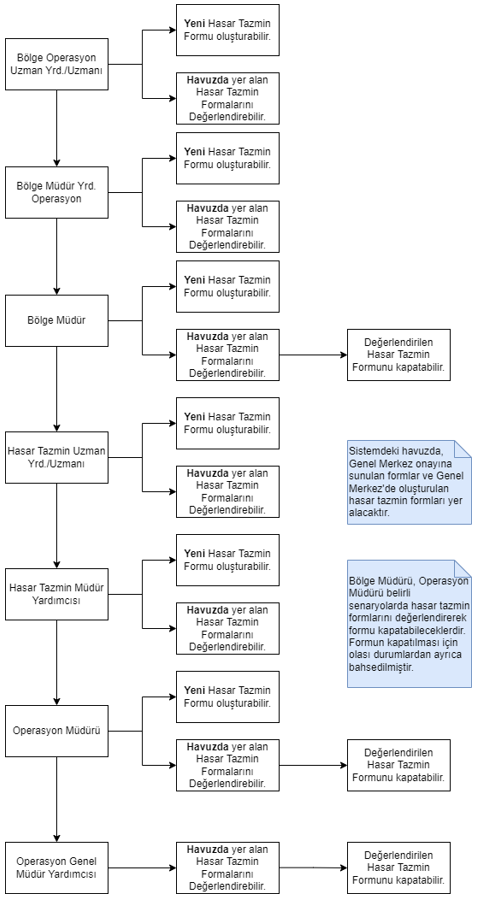 Yeni Hasar Tazmin
Formu oluşturabilir.
Bölge Operasyon
Uzman Yrd./Uzmanı
Havuzda yer alan
Hasar Tazmin
Formalarını
Değerlendirebilir.
Yeni Hasar Tazmin
Formu oluşturabilir.
Bölge Müdür Yrd.
Operasyon
Havuzda yer alan
Hasar Tazmin
Formalarını
Değerlendirebilir.
Yeni Hasar Tazmin
Formu oluşturabilir.
Bölge Müdür
Havuzda yer alan
Hasar Tazmin
Formalarını
Değerlendirebilir.
Değerlendirilen
Hasar Tazmin
Formunu kapatabilir.
Yeni Hasar Tazmin
Formu oluşturabilir.
Hasar Tazmin Uzman
Yrd./Uzmanı
Havuzda yer alan
Hasar Tazmin
Formalarını
Değerlendirebilir.
Sistemdeki havuzda,
Genel Merkez onayına
sunulan formlar ve Genel
Merkez'de oluşturulan
hasar tazmin formları yer
alacaktır.
Yeni Hasar Tazmin
Formu oluşturabilir.
Hasar Tazmin Müdür
Yardımcısı
Havuzda yer alan
Hasar Tazmin
Formalarını
Değerlendirebilir.
Bölge Müdürü, Operasyon
Müdürü belirli
senaryolarda hasar tazmin
formlarını değerlendirerek
formu kapatabileceklerdir.
Formun kapatılması için
olası durumlardan ayrıca
bahsedilmiştir.
Yeni Hasar Tazmin
Formu oluşturabilir.
Operasyon Müdürü
Havuzda yer alan
Hasar Tazmin
Formalarını
Değerlendirebilir.
Değerlendirilen
Hasar Tazmin
Formunu kapatabilir.
Operasyon Genel
Müdür Yardımcısı
Havuzda yer alan
Hasar Tazmin
Formalarını
Değerlendirebilir.
Değerlendirilen
Hasar Tazmin
Formunu kapatabilir.